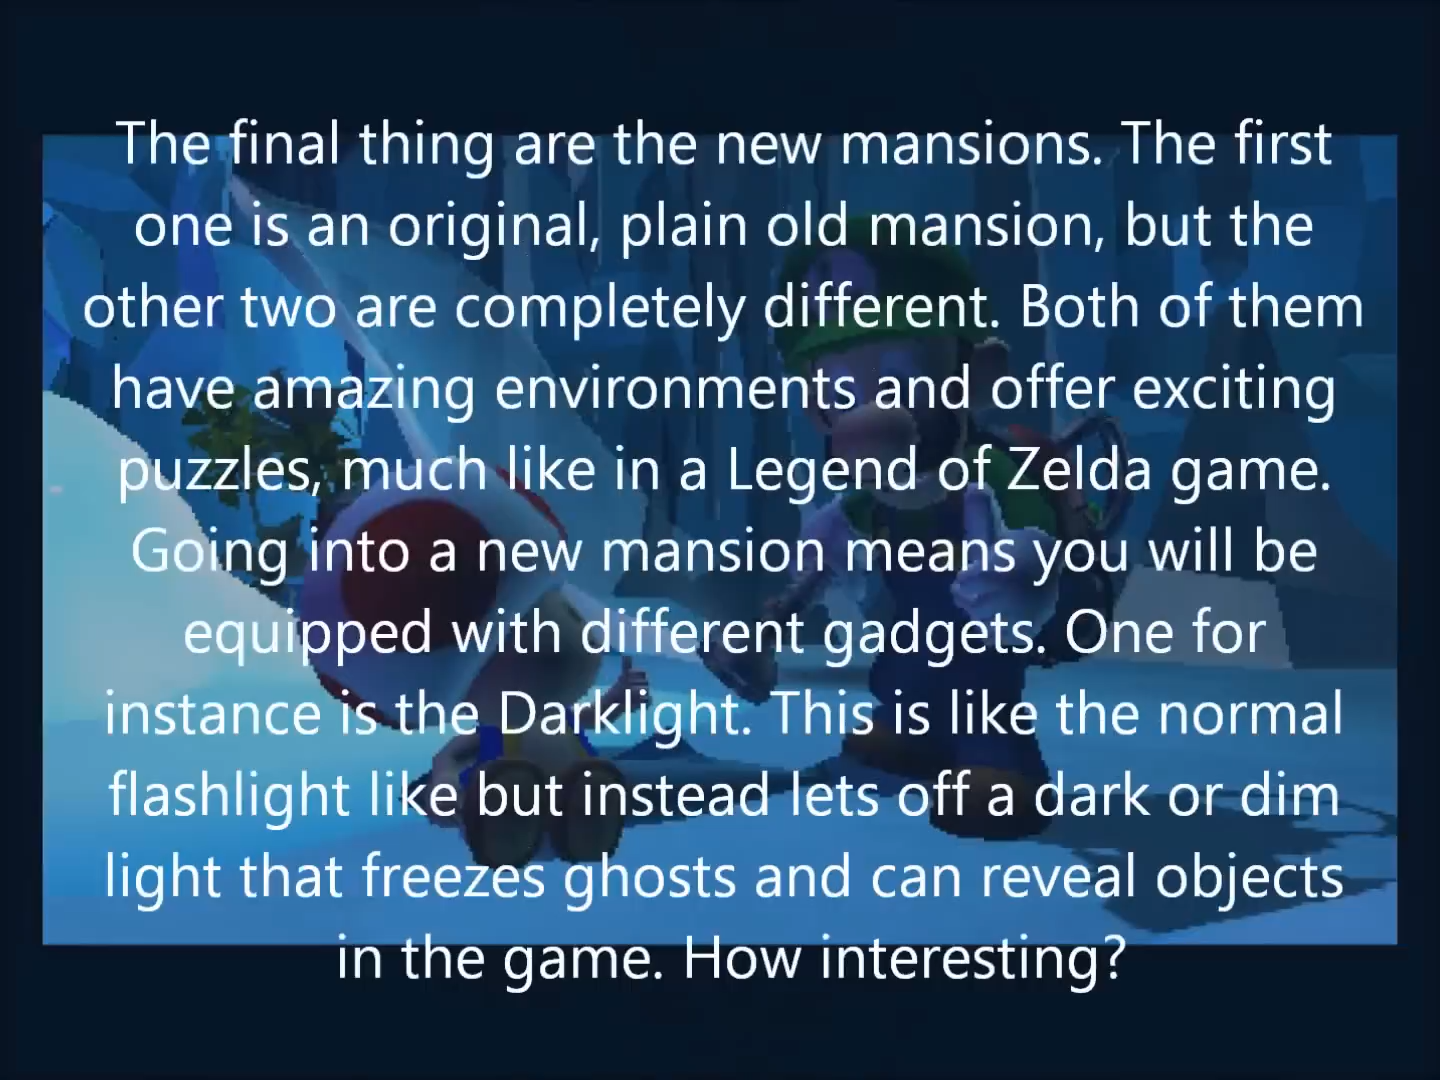 The final thing are the new mansions. The first
one is an original, plain old mansion, but the
other two are completely different. Both of them
have amazing environments and offer exciting
puzzles, much like in a Legend of Zelda game.
Going into a new mansion means you will be
equipped with different gadgets. One for
instance is the Darklight. This is like the normal
flashlight like but instead lets off a dark or dim
light that freezes ghosts and can reveal objects
in the game. How interesting?